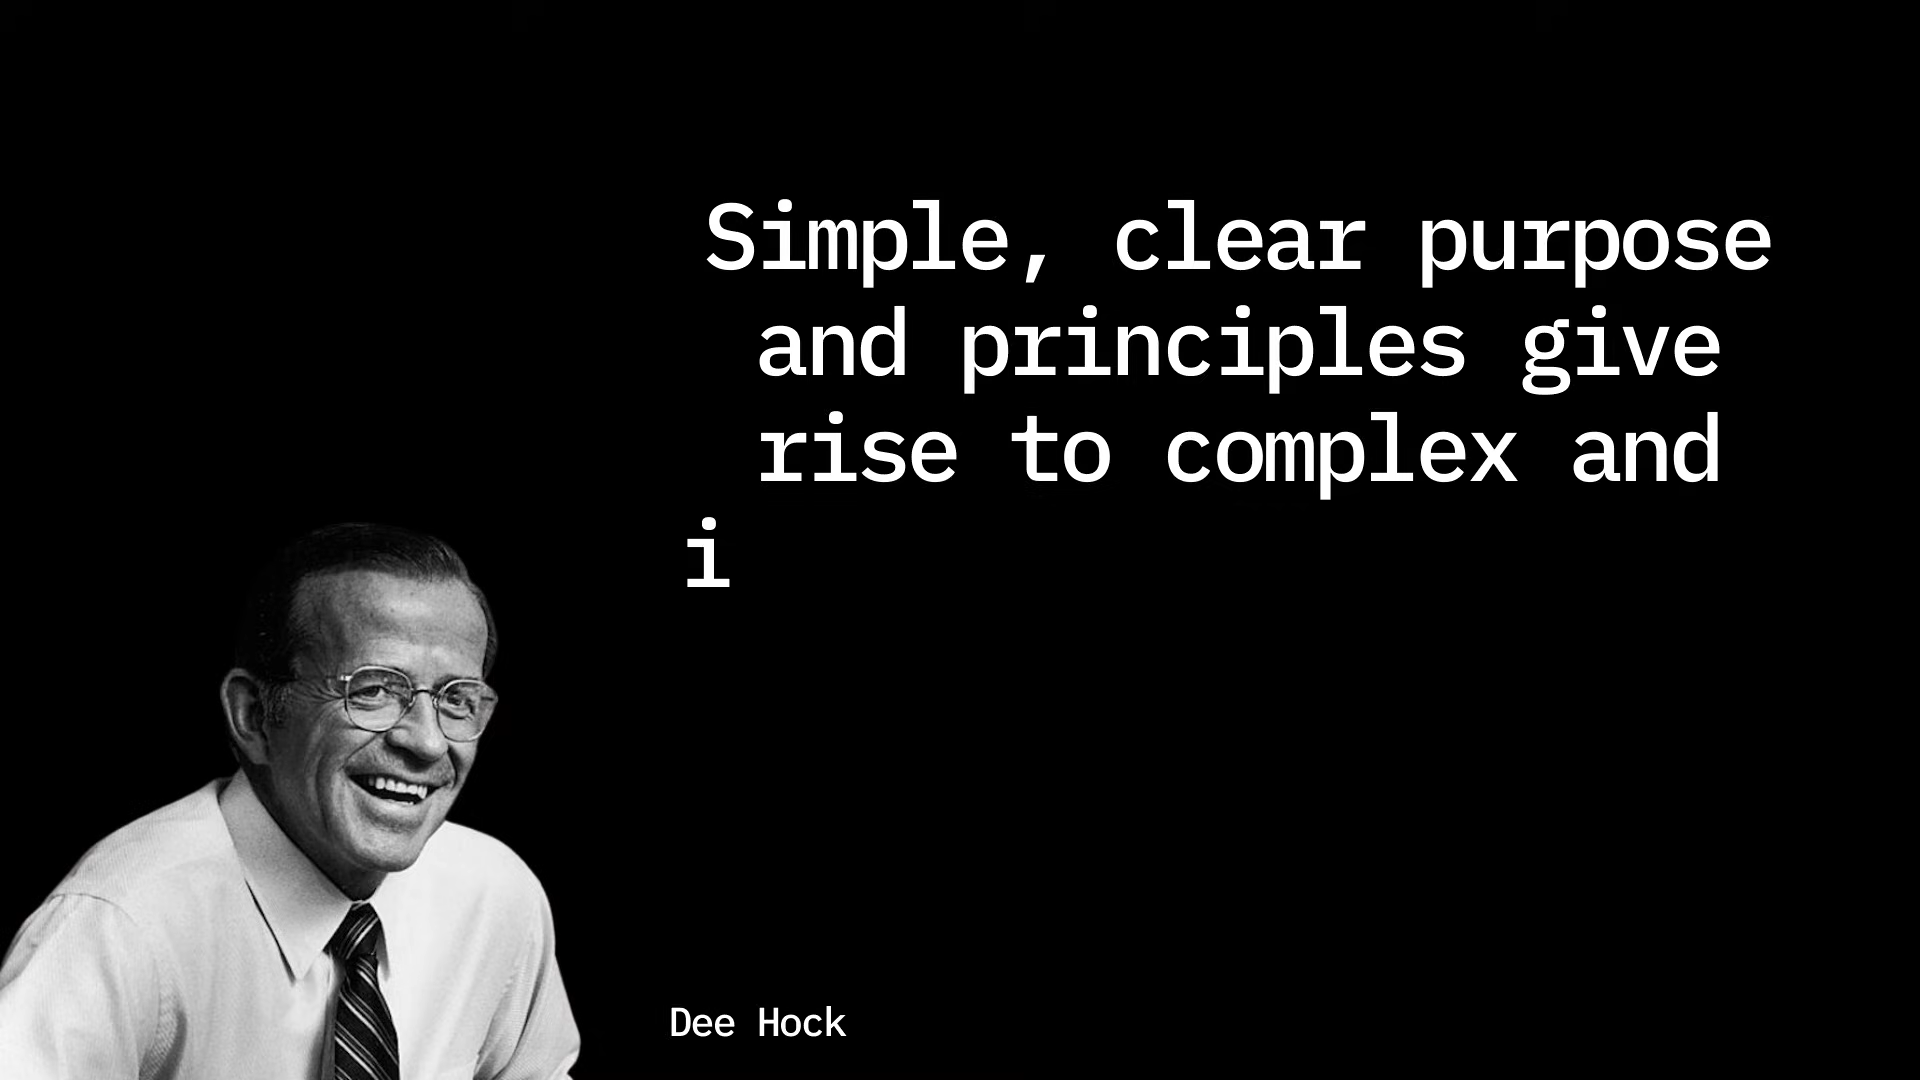 Simple, clear purpose
and principles give
rise to complex and
i
Dee Hock